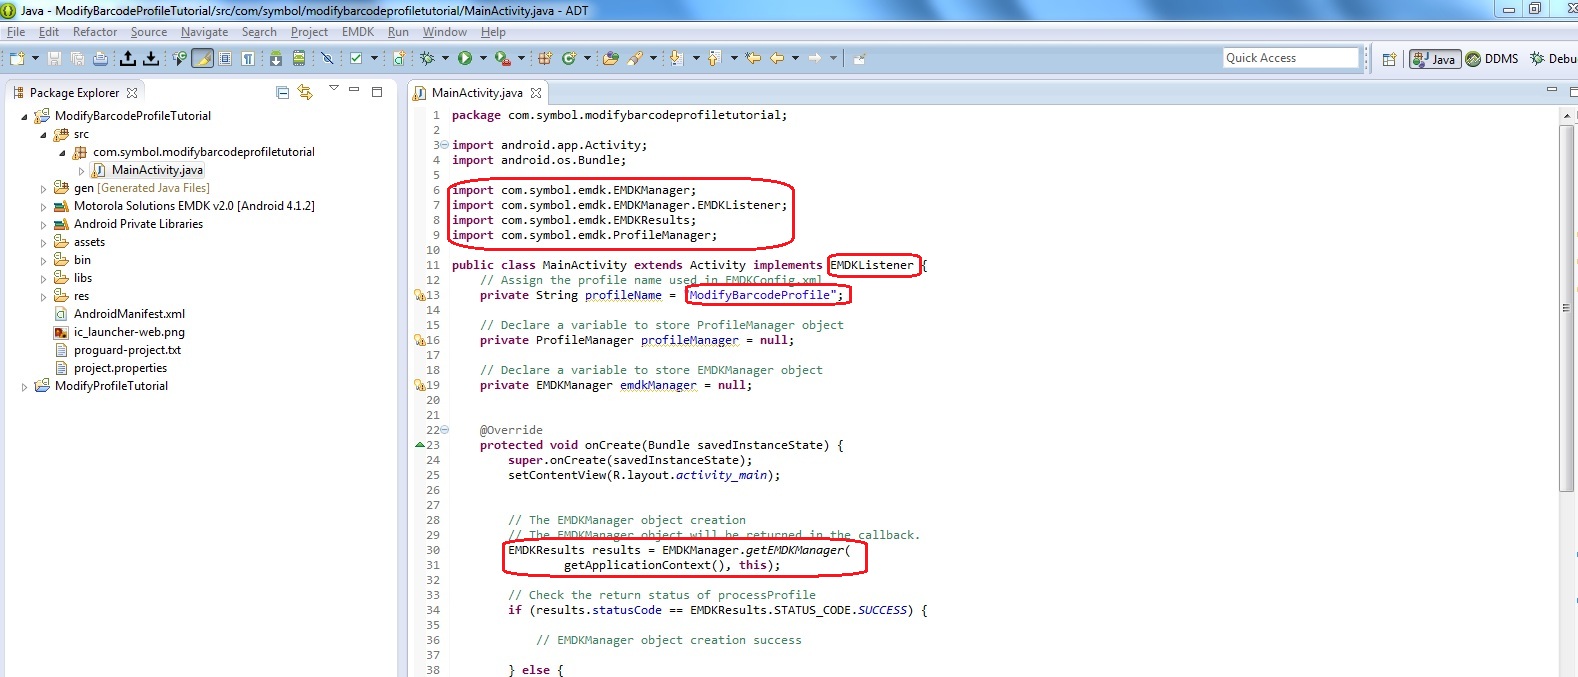 Java - ModifyBarcodeProfileTutorial/src/com/symbol/modifybarcodeprofiletutorial/MainActivity.java - ADT
File Edit Refactor Source Navigate Search Project EMDK Run Window Help
Quick Access
Java
DDMS
Debu
Package Explorer
ModifyBarcodeProfileTutorial
src
com.symbol.modifybarcodeprofiletutorial
MainActivity.java
gen [Generated Java Files]
Motorola Solutions EMDK v2.0 [Android 4.1.2]
Android Private Libraries
assets
bin
libs
res
AndroidManifest.xml
ic_launcher-web.png
proguard-project.txt
project.properties
ModifyProfileTutorial
MainActivity.java
1 package com.symbol.modifybarcodeprofiletutorial;
2
3 import android.app.Activity;
4 import android.os.Bundle;
5
6 import com.symbol.emdk.EMDKManager;
7 import com.symbol.emdk.EMDKManager.EMDKListener;
8 import com.symbol.emdk.EMDKResults;
9 import com.symbol.emdk.ProfileManager;
10
11 public class MainActivity extends Activity implements EMDKListener {
12 // Assign the profile name used in EMDKConfig.xml
13 private String profileName = "ModifyBarcodeProfile";
14
15 // Declare a variable to store ProfileManager object
16 private ProfileManager profileManager = null;
17
18 // Declare a variable to store EMDKManager object
19 private EMDKManager emdkManager = null;
20
21
22 @Override
23 protected void onCreate(Bundle savedInstanceState) {
24 super.onCreate(savedInstanceState);
25 setContentView(R.layout.activity_main);
26
27
28 // The EMDKManager object creation
29 // The EMDKManager object will be returned in the callback.
30 EMDKResults results = EMDKManager.getEMDKManager(
31 getApplicationContext(), this);
32
33 // Check the return status of processProfile
34 if (results.statusCode == EMDKResults.STATUS_CODE.SUCCESS) {
35
36 // EMDKManager object creation success
37
38 } else {